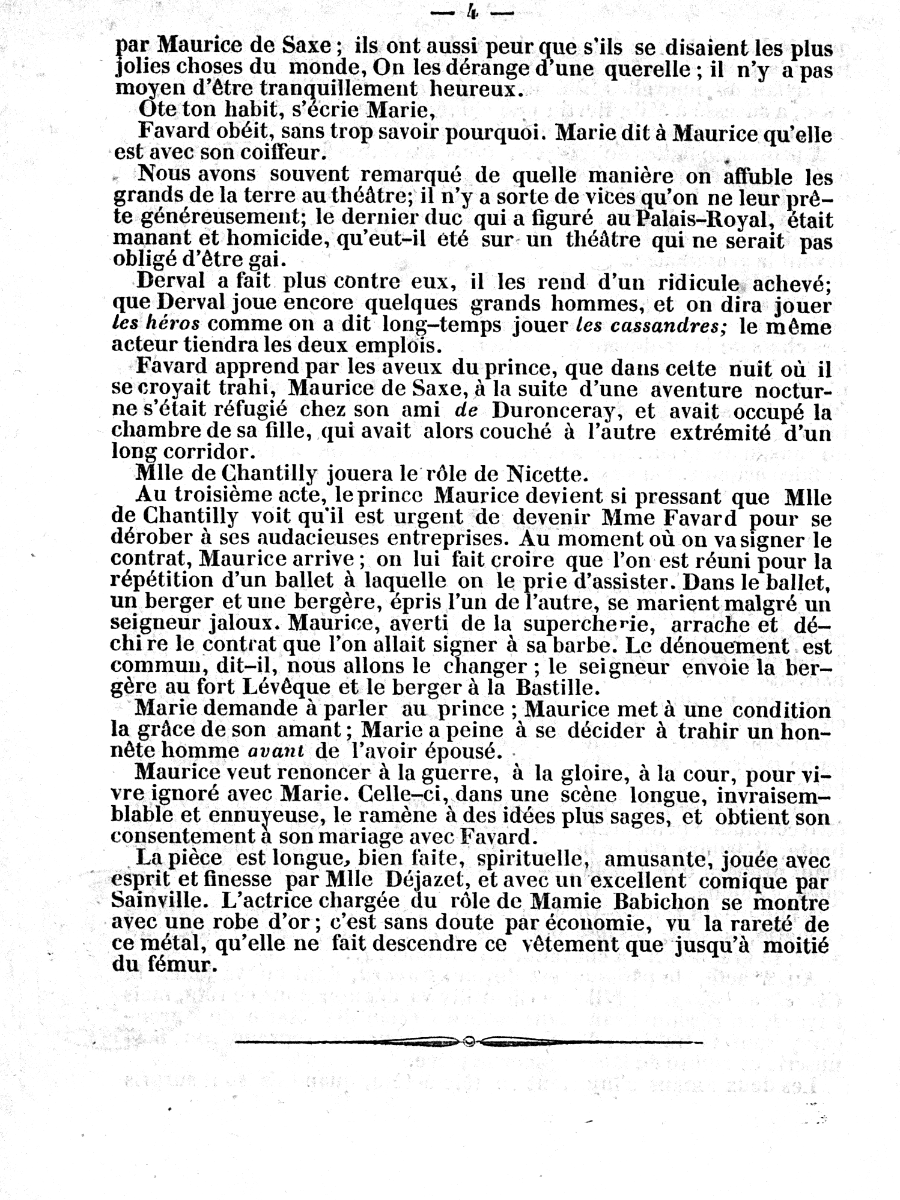 — 4 —
par Maurice de Saxe ; ils ont aussi peur que s'ils se disaient les plus
jolies choses du monde, On les dérange d'une querelle ; il n'y a pas
moyen d'être tranquillement heureux.
Ote ton habit, s'écrie Marie,
Favard obéit, sans trop savoir pourquoi. Marie dit à Maurice qu'elle
est avec son coiffeur.
Nous avons souvent remarqué de quelle manière on affuble les
grands de la terre au théâtre; il n'y a sorte de vices qu'on ne leur prê–
te généreusement; le dernier duc qui a figuré au Palais–Royal, était
manant et homicide, qu'eut–il été sur un théâtre qui ne serait pas
obligé d'être gai.
Derval a fait plus contre eux, il les rend d'un ridicule achevé;
que Derval joue encore quelques grands hommes, et on dira jouer
les héros comme on a dit long–temps jouer les cassandres; le même
acteur tiendra les deux emplois.
Favard apprend par les aveux du prince, que dans cette nuit où il
se croyait trahi, Maurice de Saxe, à la suite d'une aventure noctur–
ne s'était réfugié chez son ami de Duronceray, et avait occupé la
chambre de sa fille, qui avait alors couché à l'autre extrémité d'un
long corridor.
Mlle de Chantilly jouera le rôle de Nicette.
Au troisième acte, le prince Maurice devient si pressant que Mlle
de Chantilly voit qu'il est urgent de devenir Mme Favard pour se
dérober à ses audacieuses entreprises. Au moment où on va signer le
contrat, Maurice arrive ; on lui fait croire que l'on est réuni pour la
répétition d'un ballet à laquelle on le prie d'assister. Dans le ballet,
un berger et une bergère, épris l'un de l'autre, se marient malgré un
seigneur jaloux. Maurice, averti de la supercherie, arrache et dé–
chire le contrat que l'on allait signer à sa barbe. Le dénouement est
commun, dit–il, nous allons le changer ; le seigneur envoie la ber–
gère au fort Lévêque et le berger à la Bastille.
Marie demande à parler au prince ; Maurice met à une condition
la grâce de son amant ; Marie a peine à se décider à trahir un hon–
nête homme avant de l'avoir épousé.
Maurice veut renoncer à la guerre, à la gloire, à la cour, pour vi–
vre ignoré avec Marie. Celle–ci, dans une scène longue, invraisem–
blable et ennuyeuse, le ramène à des idées plus sages, et obtient son
consentement à son mariage avec Favard.
La pièce est longue, bien faite, spirituelle, amusante, jouée avec
esprit et finesse par Mlle Déjazet, et avec un excellent comique par
Sainville. L'actrice chargée du rôle de Mamie Babichon se montre
avec une robe d'or ; c'est sans doute par économie, vu la rareté de
ce métal, qu'elle ne fait descendre ce vêtement que jusqu'à moitié
du fémur.